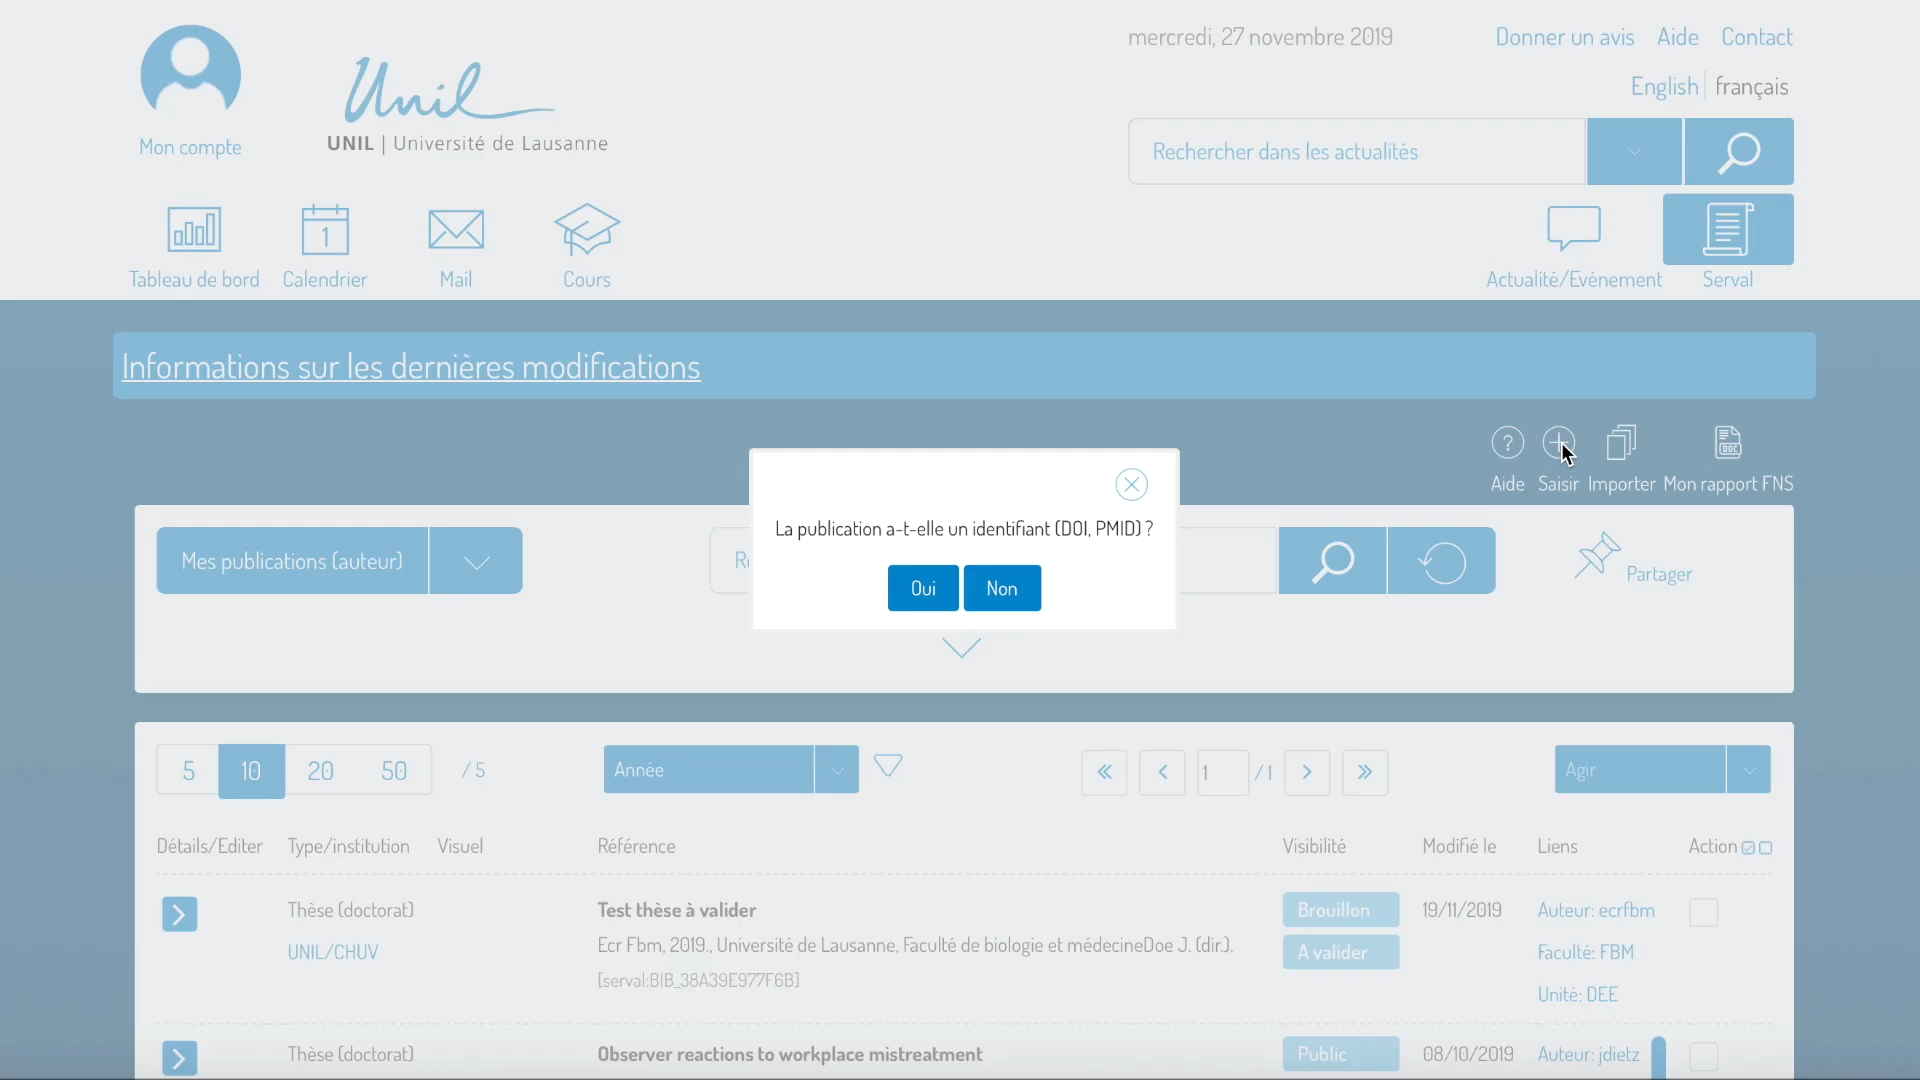 mercredi, 27 novembre 2019
Donner un avis Aide Contact
English français
Mon compte
Unil
UNIL | Université de Lausanne
Rechercher dans les actualités
1
Tableau de bord Calendrier Mail Cours
Actualité/Evénement Serval
Informations sur les dernières modifications
? DOC
Aide Saisir Importer Mon rapport FNS
La publication a-t-elle un identifiant (DOI, PMID) ?
Oui Non
Mes publications (auteur)
Partager
5 10 20 50 / 5 Année 1 / 1 Agir
Détails/Editer Type/institution Visuel Référence Visibilité Modifié le Liens Action
Thèse (doctorat) Test thèse à valider Brouillon 19/11/2019 Auteur: ecrfbm
UNIL/CHUV Ecr Fbm, 2019., Université de Lausanne, Faculté de biologie et médecineDoe J. (dir.). A valider Faculté: FBM
[serval:BIB_38A39E977F6B]
Unité: DEE
Thèse (doctorat) Observer reactions to workplace mistreatment Public 08/10/2019 Auteur: jdietz